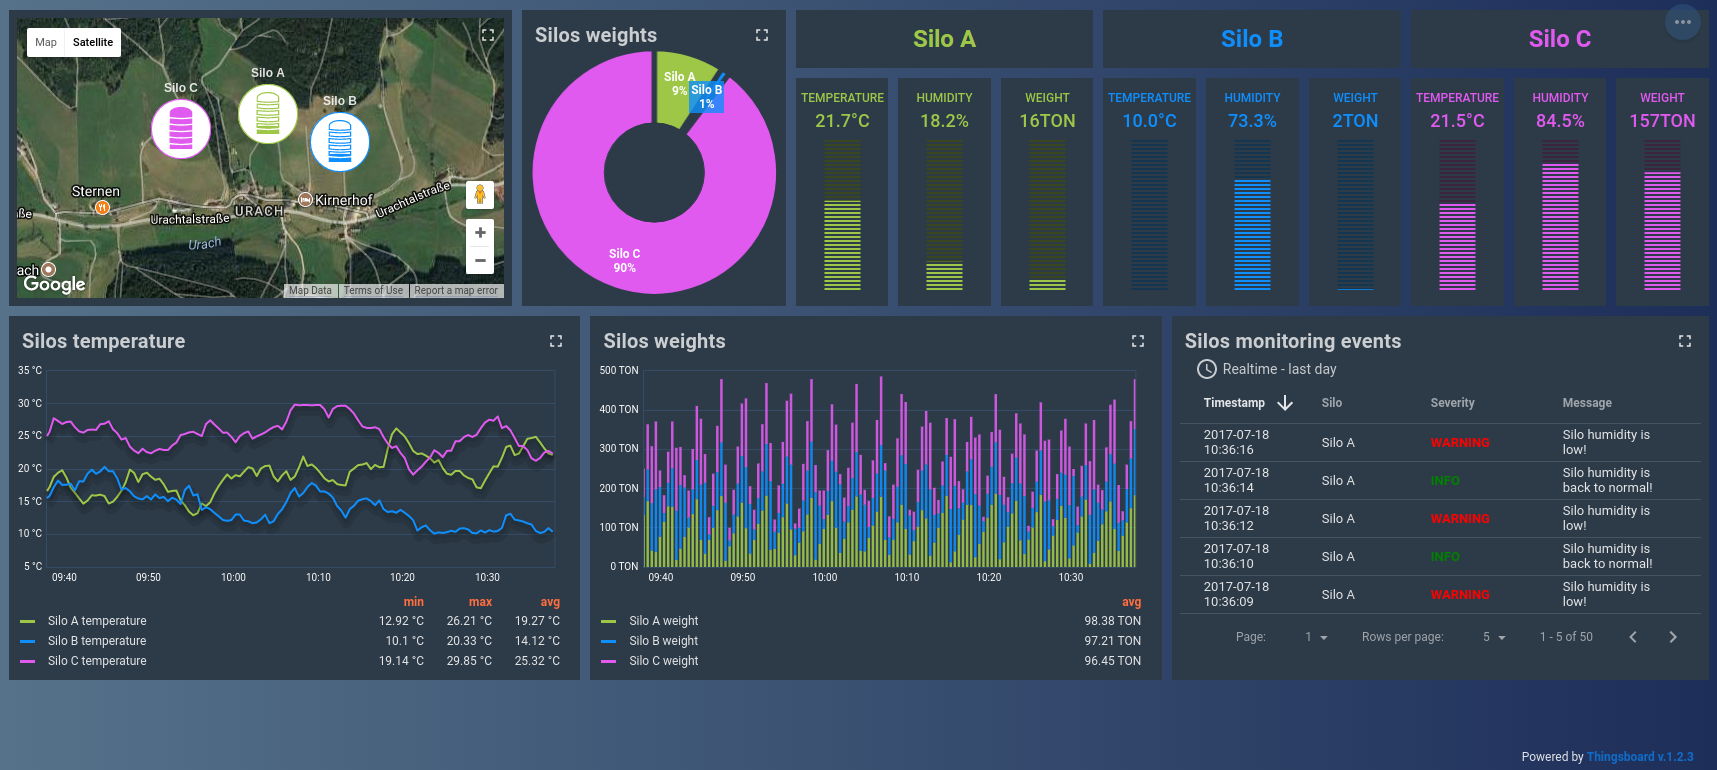 Map
Satellite
Silo A
Silo C
Silo B
Sternen
Kirnerhof
Urachtalstraße
ße
Urachtalstraße
URACH
Urach
ach
Google
Map Data
Terms of Use
Report a map error
Silos weights
Silo A
9%
Silo B
1%
Silo C
90%
Silo A
Silo B
Silo C
...
TEMPERATURE
21.7°C
HUMIDITY
18.2%
WEIGHT
16TON
TEMPERATURE
10.0°C
HUMIDITY
73.3%
WEIGHT
2TON
TEMPERATURE
21.5°C
HUMIDITY
84.5%
WEIGHT
157TON
Silos temperature
35 °C
30 °C
25 °C
20 °C
15 °C
10 °C
5 °C
09:40 09:50 10:00 10:10 10:20 10:30
min max avg
Silo A temperature 12.92 °C 26.21 °C 19.27 °C
Silo B temperature 10.1 °C 20.33 °C 14.12 °C
Silo C temperature 19.14 °C 29.85 °C 25.32 °C
Silos weights
500 TON
400 TON
300 TON
200 TON
100 TON
0 TON
09:40 09:50 10:00 10:10 10:20 10:30
avg
Silo A weight 98.38 TON
Silo B weight 97.21 TON
Silo C weight 96.45 TON
Silos monitoring events
Realtime - last day
Timestamp Silo Severity Message
2017-07-18 10:36:16 Silo A WARNING Silo humidity is low!
2017-07-18 10:36:14 Silo A INFO Silo humidity is back to normal!
2017-07-18 10:36:12 Silo A WARNING Silo humidity is low!
2017-07-18 10:36:10 Silo A INFO Silo humidity is back to normal!
2017-07-18 10:36:09 Silo A WARNING Silo humidity is low!
Page: 1 Rows per page: 5 1 - 5 of 50
Powered by Thingsboard v.1.2.3